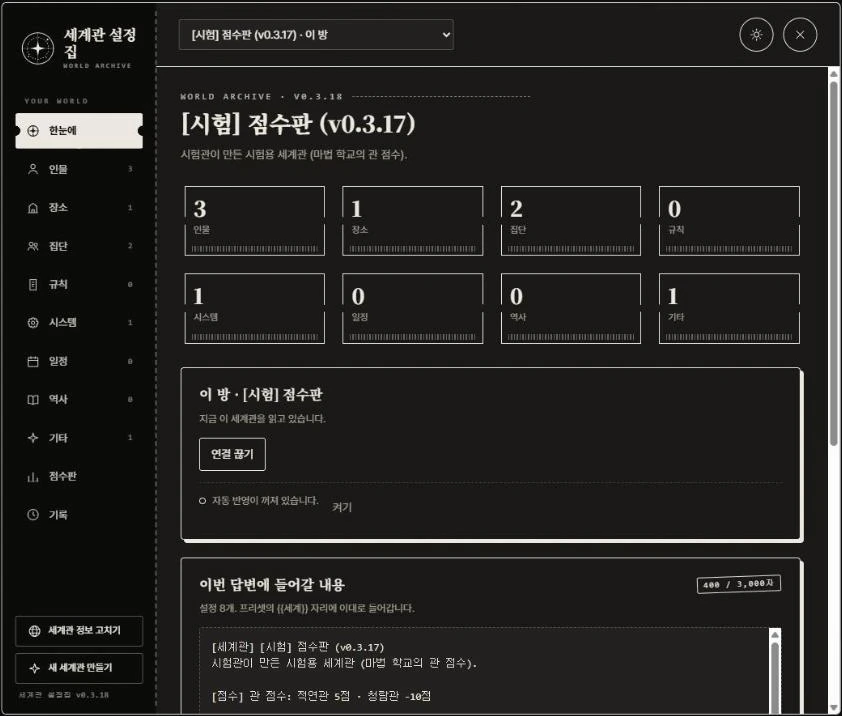 세계관 설정
집
WORLD ARCHIVE
YOUR WORLD
한눈에
인물 3
장소 1
집단 2
규칙 0
시스템 1
일정 0
역사 0
기타 1
점수판
기록
세계관 정보 고치기
새 세계관 만들기
세계관 설정집 v0.3.18
[시험] 점수판 (v0.3.17) · 이 방
WORLD ARCHIVE · V0.3.18
[시험] 점수판 (v0.3.17)
시험관이 만든 시험용 세계관 (마법 학교의 관 점수).
3
인물
1
장소
2
집단
0
규칙
1
시스템
0
일정
0
역사
1
기타
이 방 · [시험] 점수판
지금 이 세계관을 읽고 있습니다.
연결 끊기
자동 반영이 꺼져 있습니다. 켜기
이번 답변에 들어갈 내용
400 / 3,000자
설정 8개. 프리셋의 {{세계}} 자리에 이대로 들어갑니다.
[세계관] [시험] 점수판 (v0.3.17)
시험관이 만든 시험용 세계관 (마법 학교의 관 점수).
[점수] 관 점수: 적연관 5점 · 청람관 -10점